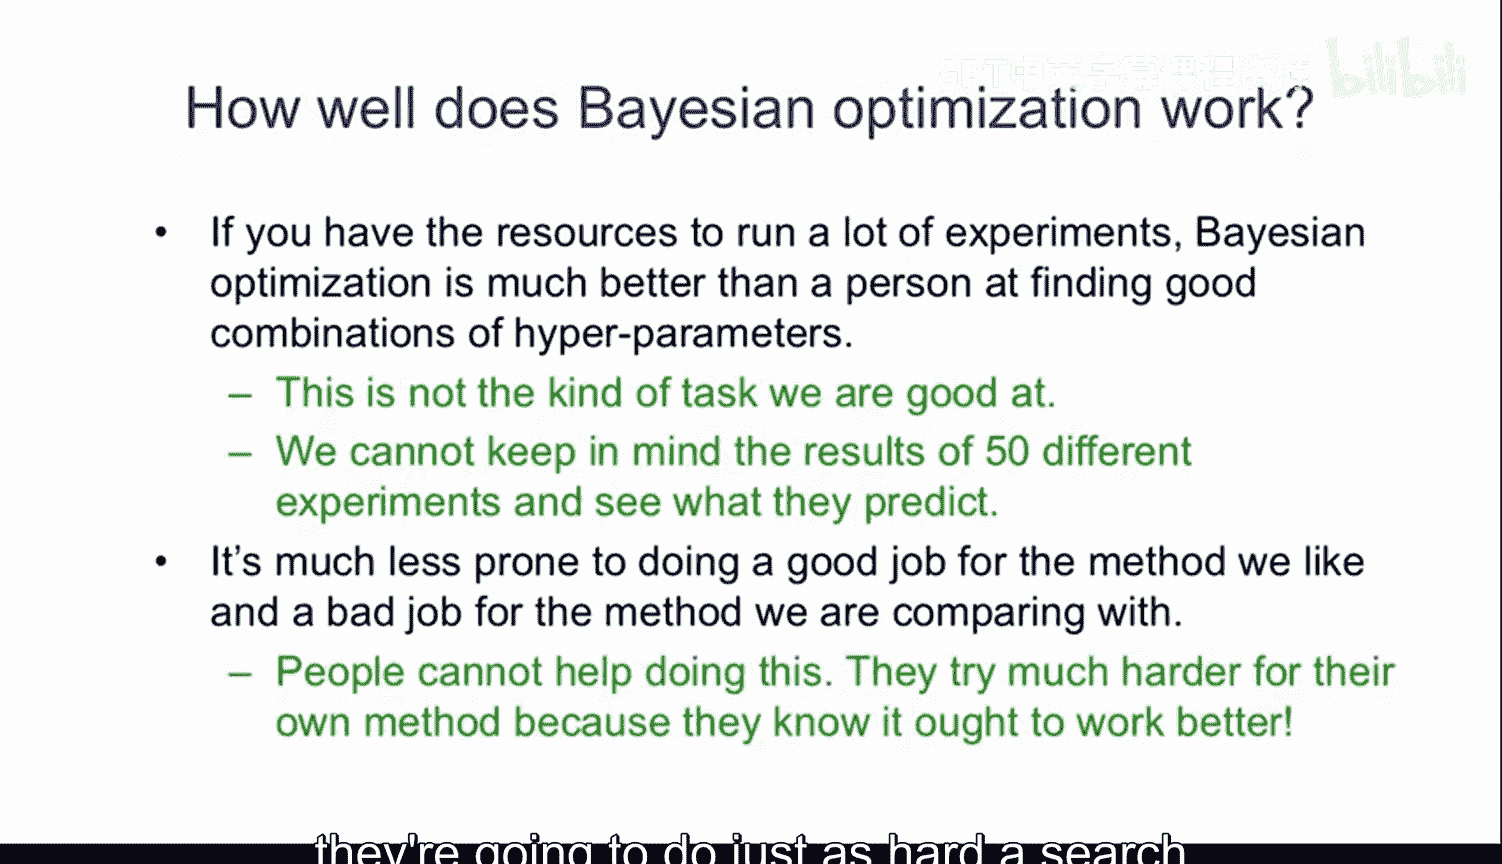 bilibili
How well does Bayesian optimization work?
• If you have the resources to run a lot of experiments, Bayesian
optimization is much better than a person at finding good
combinations of hyper-parameters.
– This is not the kind of task we are good at.
– We cannot keep in mind the results of 50 different
experiments and see what they predict.
• It’s much less prone to doing a good job for the method we like
and a bad job for the method we are comparing with.
– People cannot help doing this. They try much harder for their
own method because they know it ought to work better!
they're going to do just as hard a search